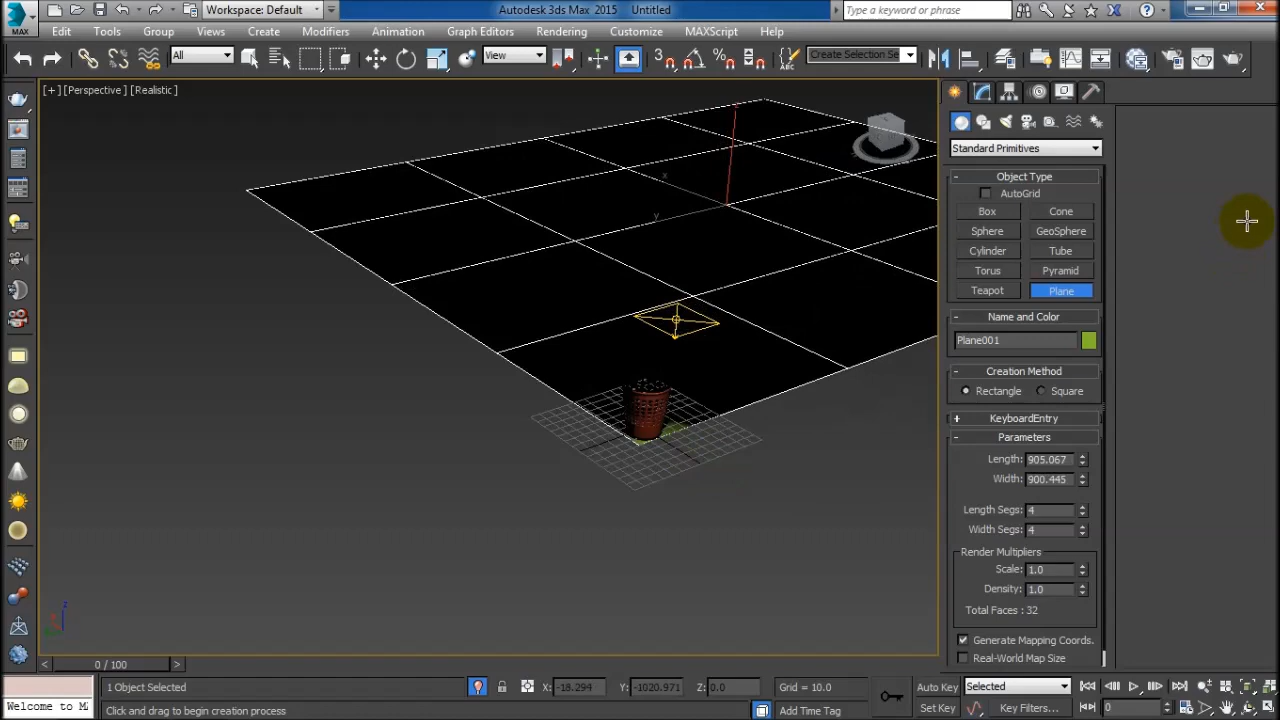 MAX
Workspace: Default
Autodesk 3ds Max 2015 Untitled
Type a keyword or phrase
Edit Tools Group Views Create Modifiers Animation Graph Editors Rendering Customize MAXScript Help
All
View
Create Selection Se
ABC
[+] [Perspective] [Realistic]
Standard Primitives
- Object Type
AutoGrid
Box Cone
Sphere GeoSphere
Cylinder Tube
Torus Pyramid
Teapot Plane
- Name and Color
Plane001
- Creation Method
Rectangle Square
+ KeyboardEntry
- Parameters
Length: 905.067
Width: 900.445
Length Segs: 4
Width Segs: 4
Render Multipliers
Scale: 1.0
Density: 1.0
Total Faces : 32
Generate Mapping Coords.
Real-World Map Size
x
y
z
< 0 / 100 >
1 Object Selected
X: -18.294 Y: -1020.971 Z: 0.0
Grid = 10.0
Auto Key Selected
Welcome to M
Click and drag to begin creation process
Add Time Tag
Set Key Key Filters... 0